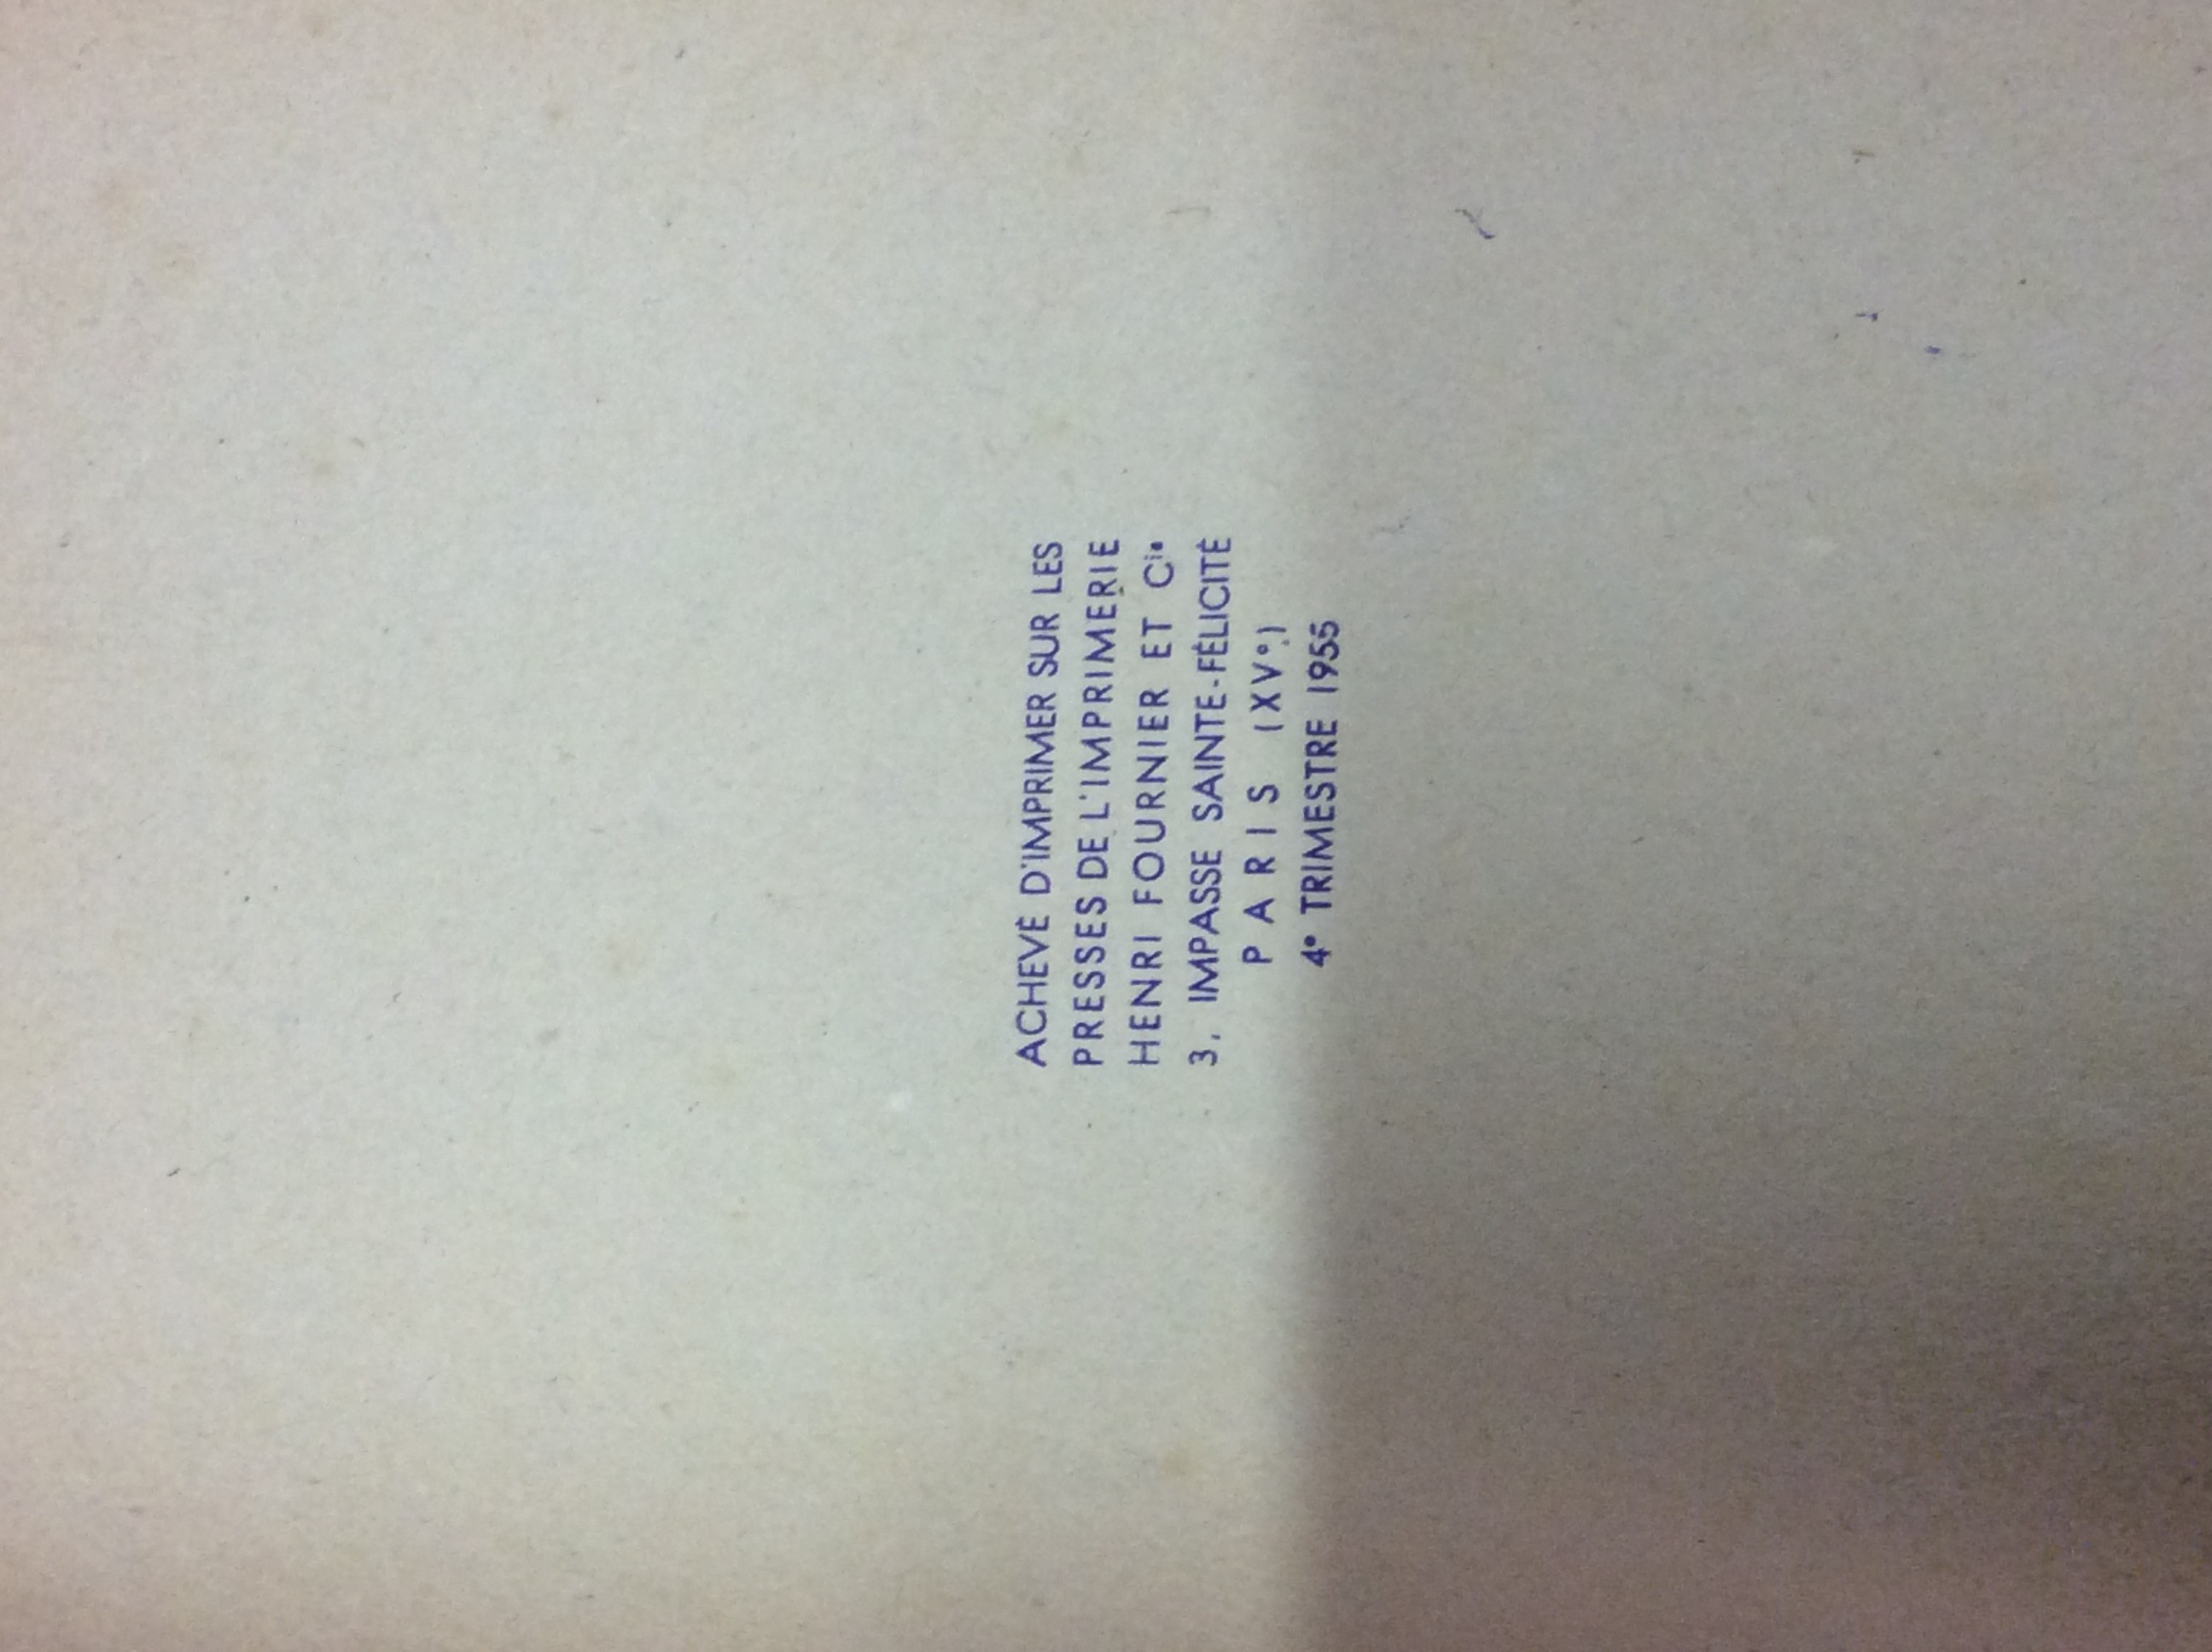 ACHEVÉ D'IMPRIMER SUR LES
PRESSES DE L'IMPRIMERIE
HENRI FOURNIER ET Cie
3, IMPASSE SAINTE-FÉLICITÉ
PARIS (XVe)
4e TRIMESTRE 1955